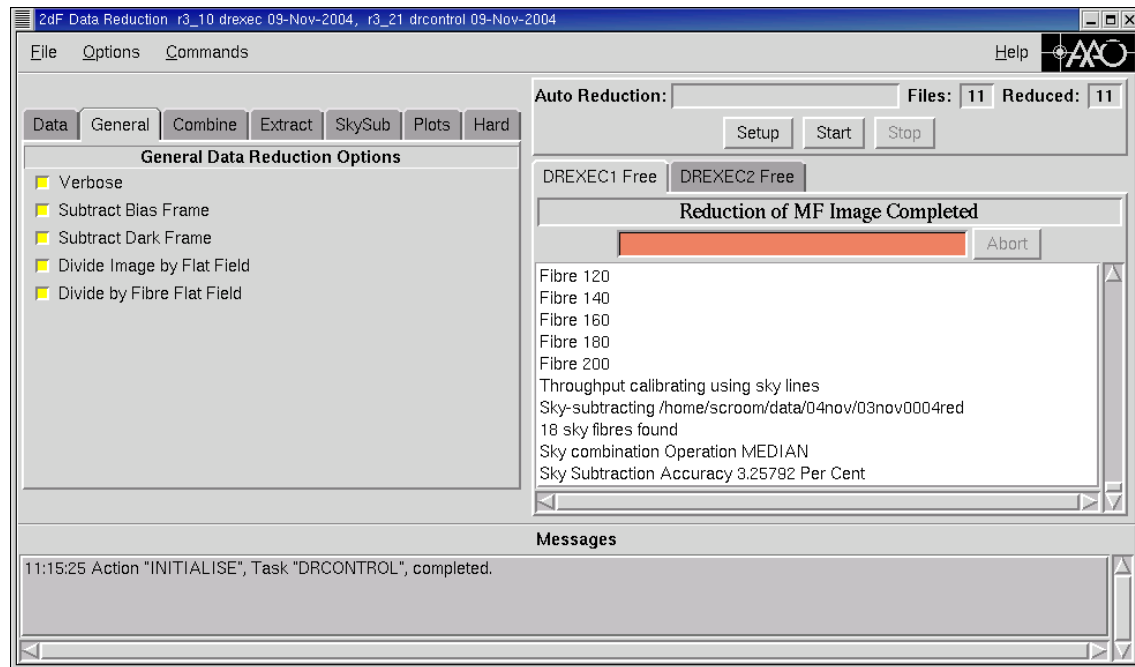 2dF Data Reduction r3_10 drexec 09-Nov-2004, r3_21 drcontrol 09-Nov-2004
File Options Commands Help AAO
Auto Reduction: Files: 11 Reduced: 11
Setup Start Stop
Data General Combine Extract SkySub Plots Hard
General Data Reduction Options
Verbose
Subtract Bias Frame
Subtract Dark Frame
Divide Image by Flat Field
Divide by Fibre Flat Field
DREXEC1 Free DREXEC2 Free
Reduction of MF Image Completed
Abort
Fibre 120
Fibre 140
Fibre 160
Fibre 180
Fibre 200
Throughput calibrating using sky lines
Sky-subtracting /home/scroom/data/04nov/03nov0004red
18 sky fibres found
Sky combination Operation MEDIAN
Sky Subtraction Accuracy 3.25792 Per Cent
Messages
11:15:25 Action "INITIALISE", Task "DRCONTROL", completed.